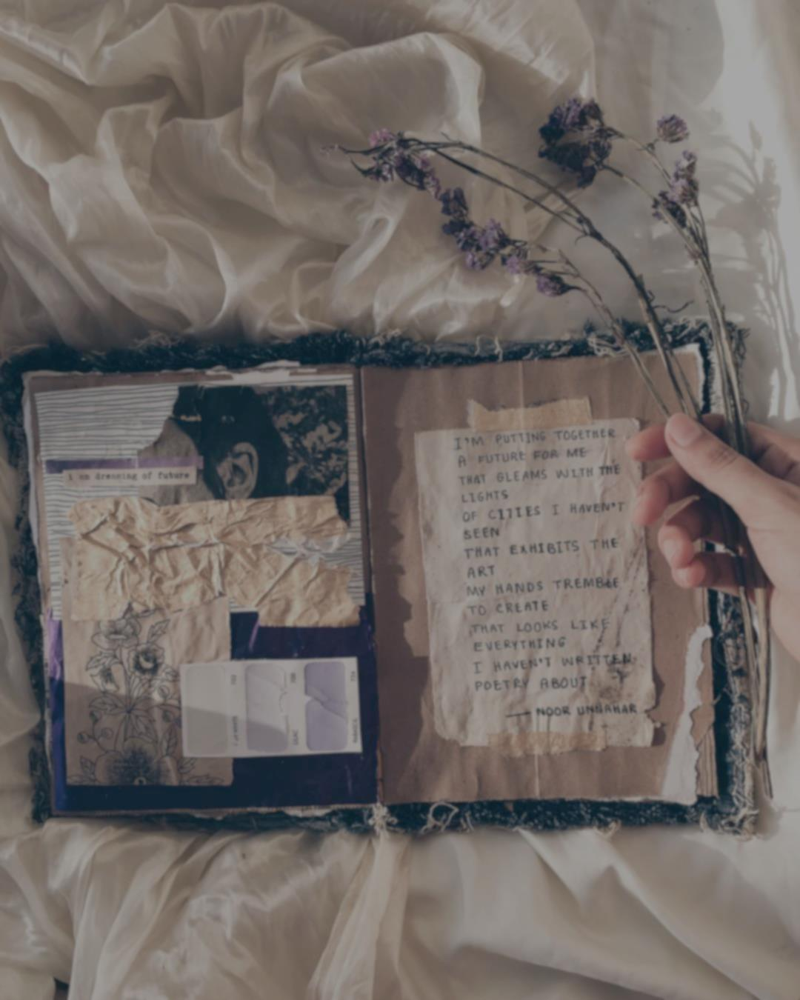 i am dreaming of future
I'M PUTTING TOGETHER
A FUTURE FOR ME
THAT GLEAMS WITH THE
LIGHTS
OF CITIES I HAVEN'T
SEEN
THAT EXHIBITS THE
ART
MY HANDS TREMBLE
TO CREATE
THAT LOOKS LIKE
EVERYTHING
I HAVEN'T WRITTEN
POETRY ABOUT
— NOOR UNNAHAR